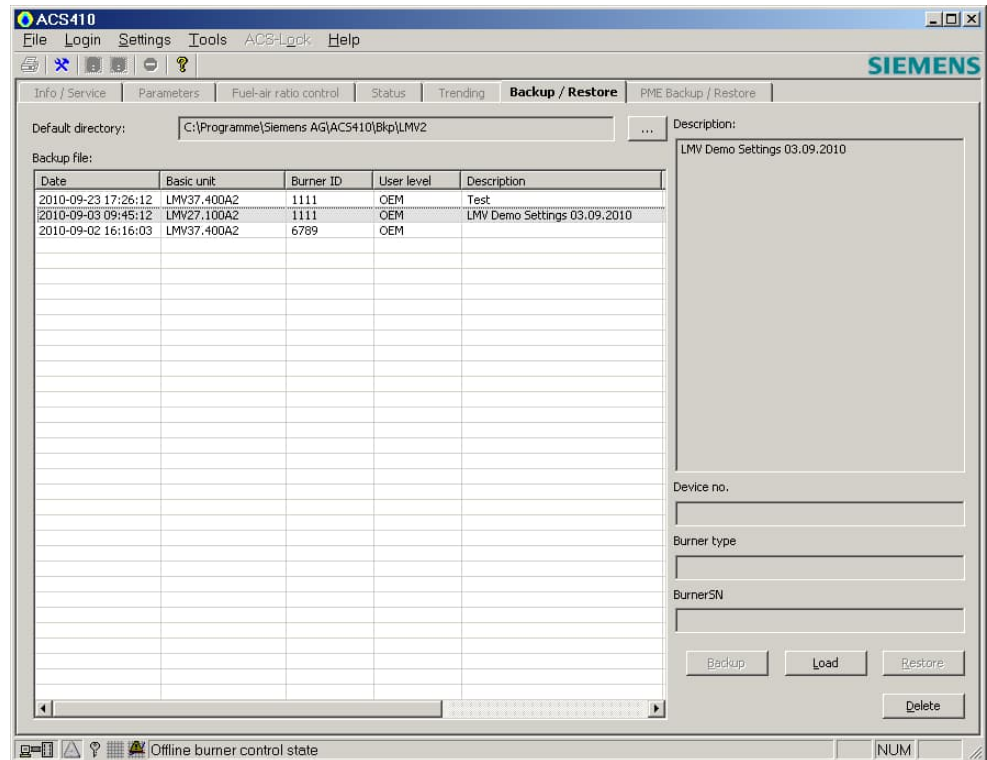 ACS410
File Login Settings Tools ACS-Lock Help
SIEMENS
Info / Service Parameters Fuel-air ratio control Status Trending Backup / Restore PME Backup / Restore
Default directory: C:\Programme\Siemens AG\ACS410\Bkp\LMV2 ... Description:
LMV Demo Settings 03.09.2010
Backup file:
Date Basic unit Burner ID User level Description
2010-09-23 17:26:12 LMV37.400A2 1111 OEM Test
2010-09-03 09:45:12 LMV27.100A2 1111 OEM LMV Demo Settings 03.09.2010
2010-09-02 16:16:03 LMV37.400A2 6789 OEM
Device no.
Burner type
BurnerSN
Backup Load Restore
Delete
Offline burner control state NUM